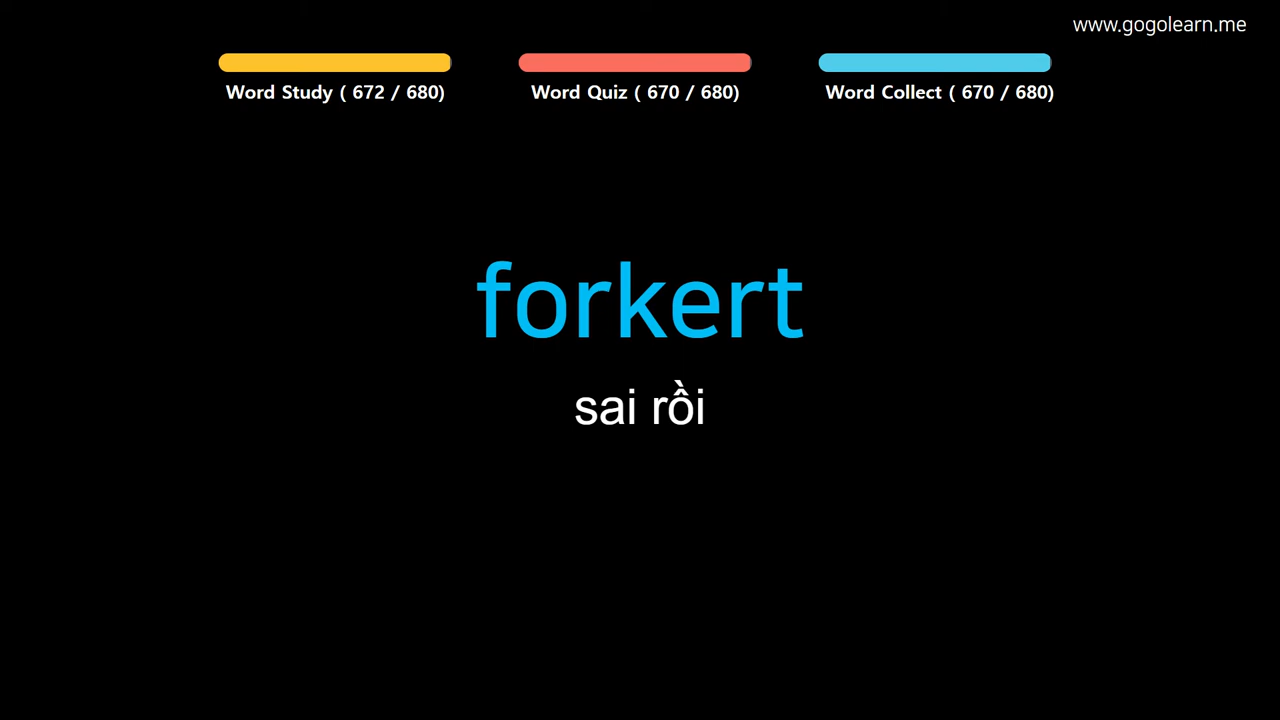 www.gogolearn.me
Word Study ( 672 / 680)
Word Quiz ( 670 / 680)
Word Collect ( 670 / 680)
forkert
sai rồi